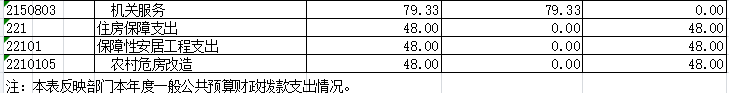 2150803 机关服务 79.33 79.33 0.00
221 住房保障支出 48.00 0.00 48.00
22101 保障性安居工程支出 48.00 0.00 48.00
2210105 农村危房改造 48.00 0.00 48.00
注：本表反映部门本年度一般公共预算财政拨款支出情况。